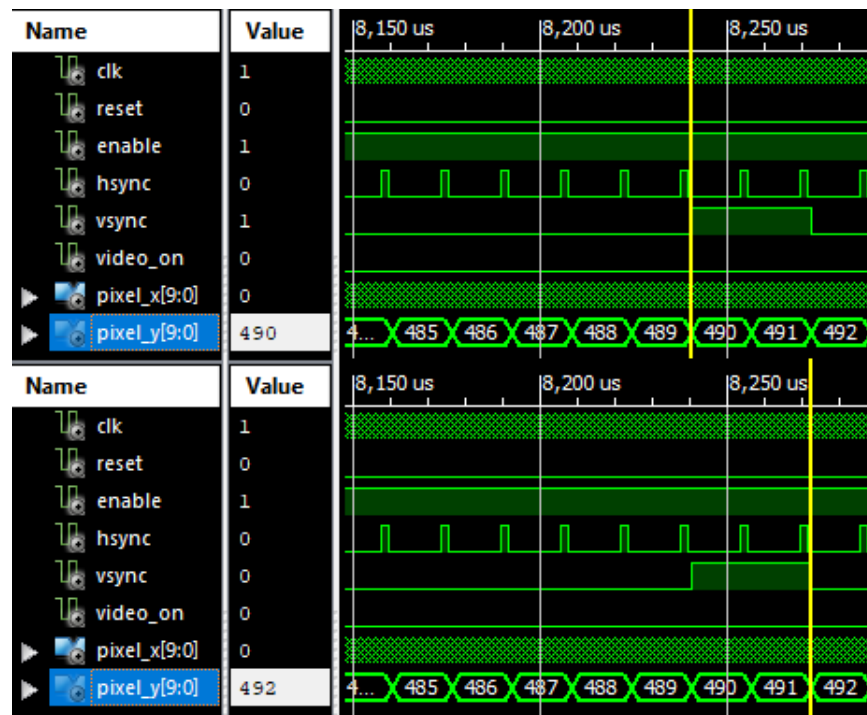 Name Value 8,150 us 8,200 us 8,250 us
clk 1
reset 0
enable 1
hsync 0
vsync 1
video_on 0
pixel_x[9:0] 0
pixel_y[9:0] 490 4... 485 486 487 488 489 490 491 492
Name Value 8,150 us 8,200 us 8,250 us
clk 1
reset 0
enable 1
hsync 0
vsync 0
video_on 0
pixel_x[9:0] 0
pixel_y[9:0] 492 4... 485 486 487 488 489 490 491 492